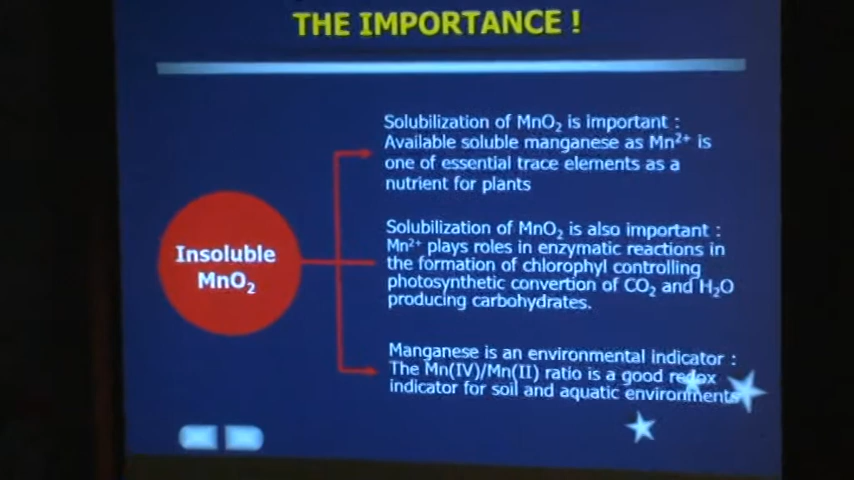 THE IMPORTANCE !
Solubilization of MnO₂ is important :
Available soluble manganese as Mn²⁺ is
one of essential trace elements as a
nutrient for plants
Insoluble
MnO₂
Solubilization of MnO₂ is also important :
Mn²⁺ plays roles in enzymatic reactions in
the formation of chlorophyl controlling
photosynthetic convertion of CO₂ and H₂O
producing carbohydrates.
Manganese is an environmental indicator :
The Mn(IV)/Mn(II) ratio is a good redox
indicator for soil and aquatic environments